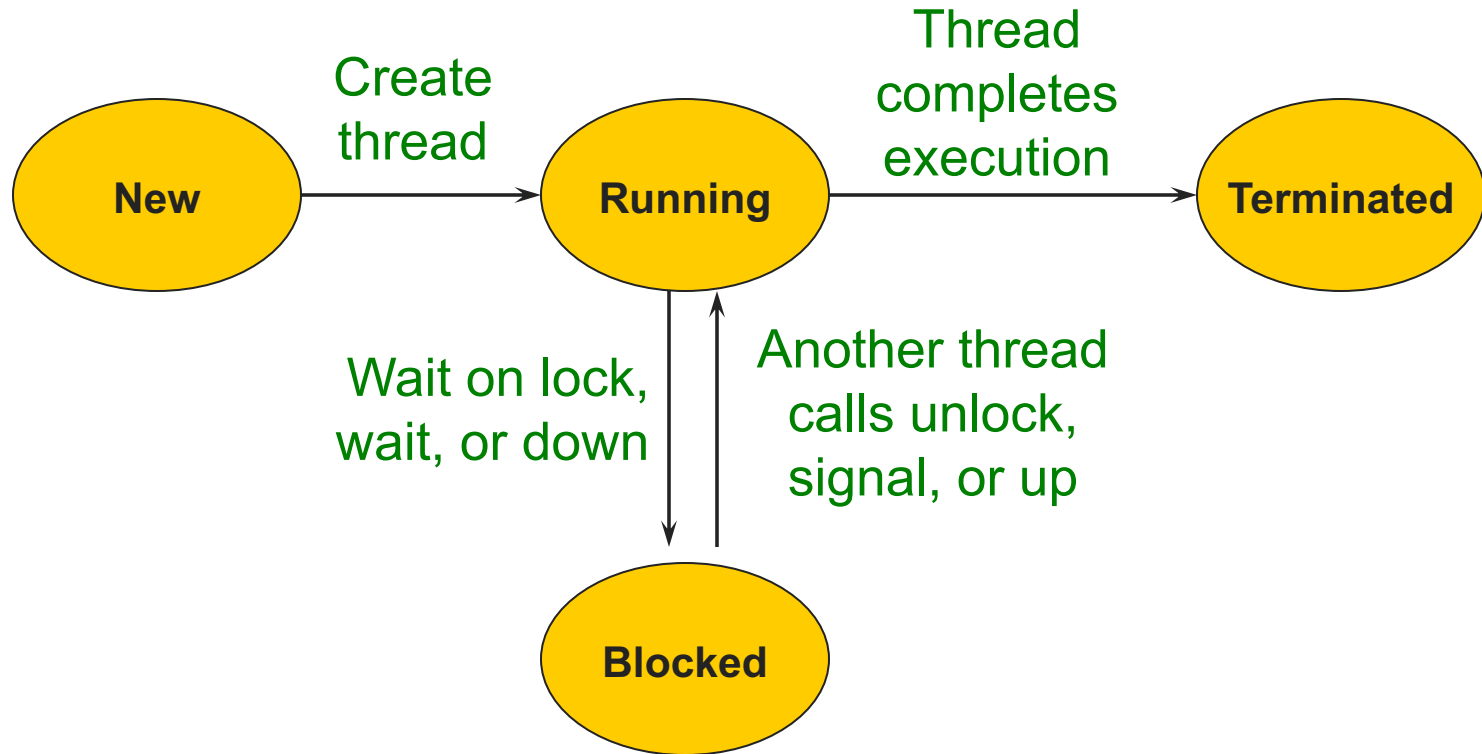 Create
thread
Thread
completes
execution
New
Running
Terminated
Wait on lock,
wait, or down
Another thread
calls unlock,
signal, or up
Blocked